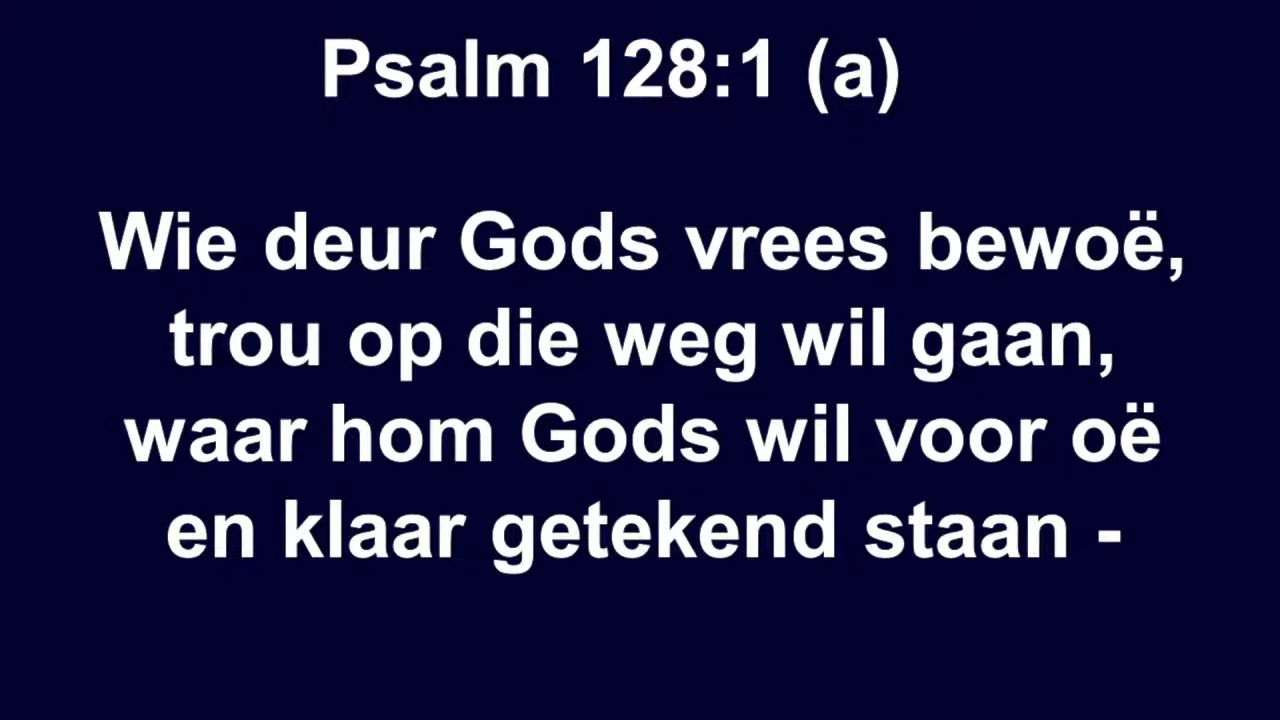 Psalm 128:1 (a)
Wie deur Gods vrees bewoë,
trou op die weg wil gaan,
waar hom Gods wil voor oë
en klaar getekend staan -